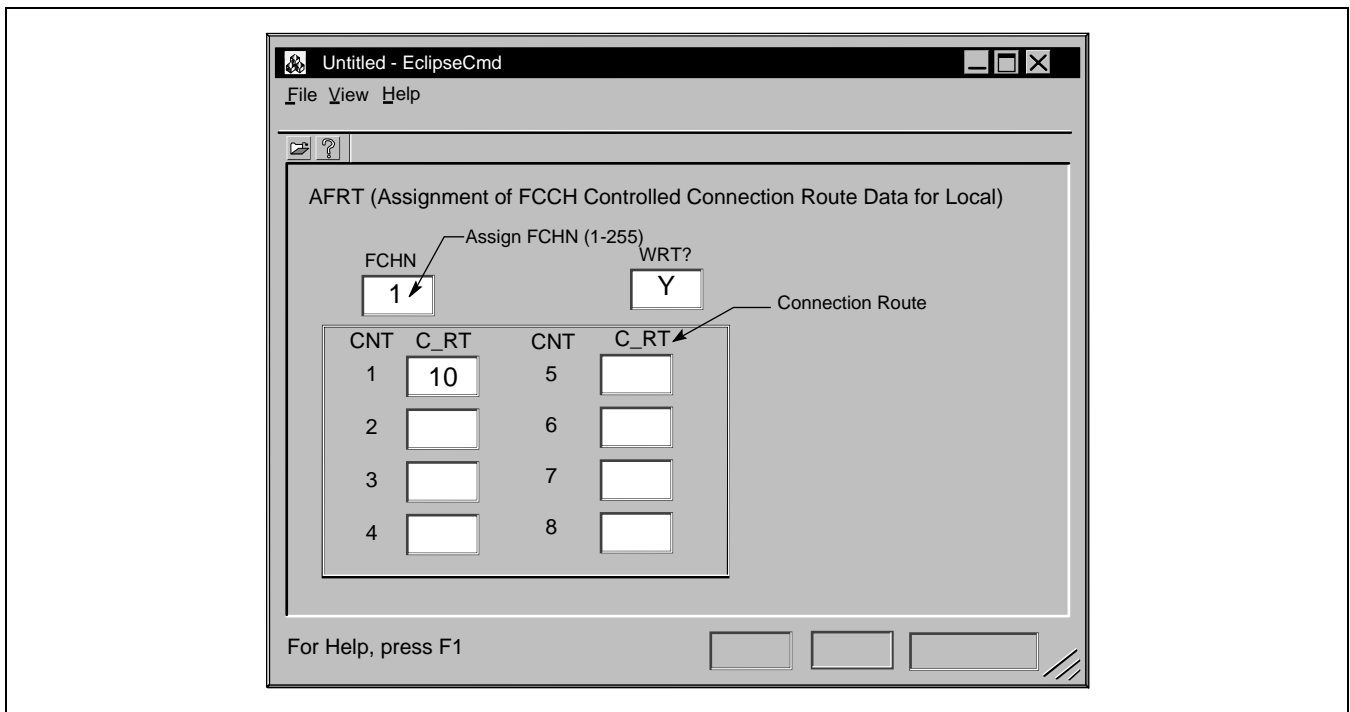 Untitled - EclipseCmd
File View Help
?
AFRT (Assignment of FCCH Controlled Connection Route Data for Local)
Assign FCHN (1-255)
FCHN
WRT?
1
Y
Connection Route
CNT C_RT CNT C_RT
1 10 5
2 6
3 7
4 8
For Help, press F1